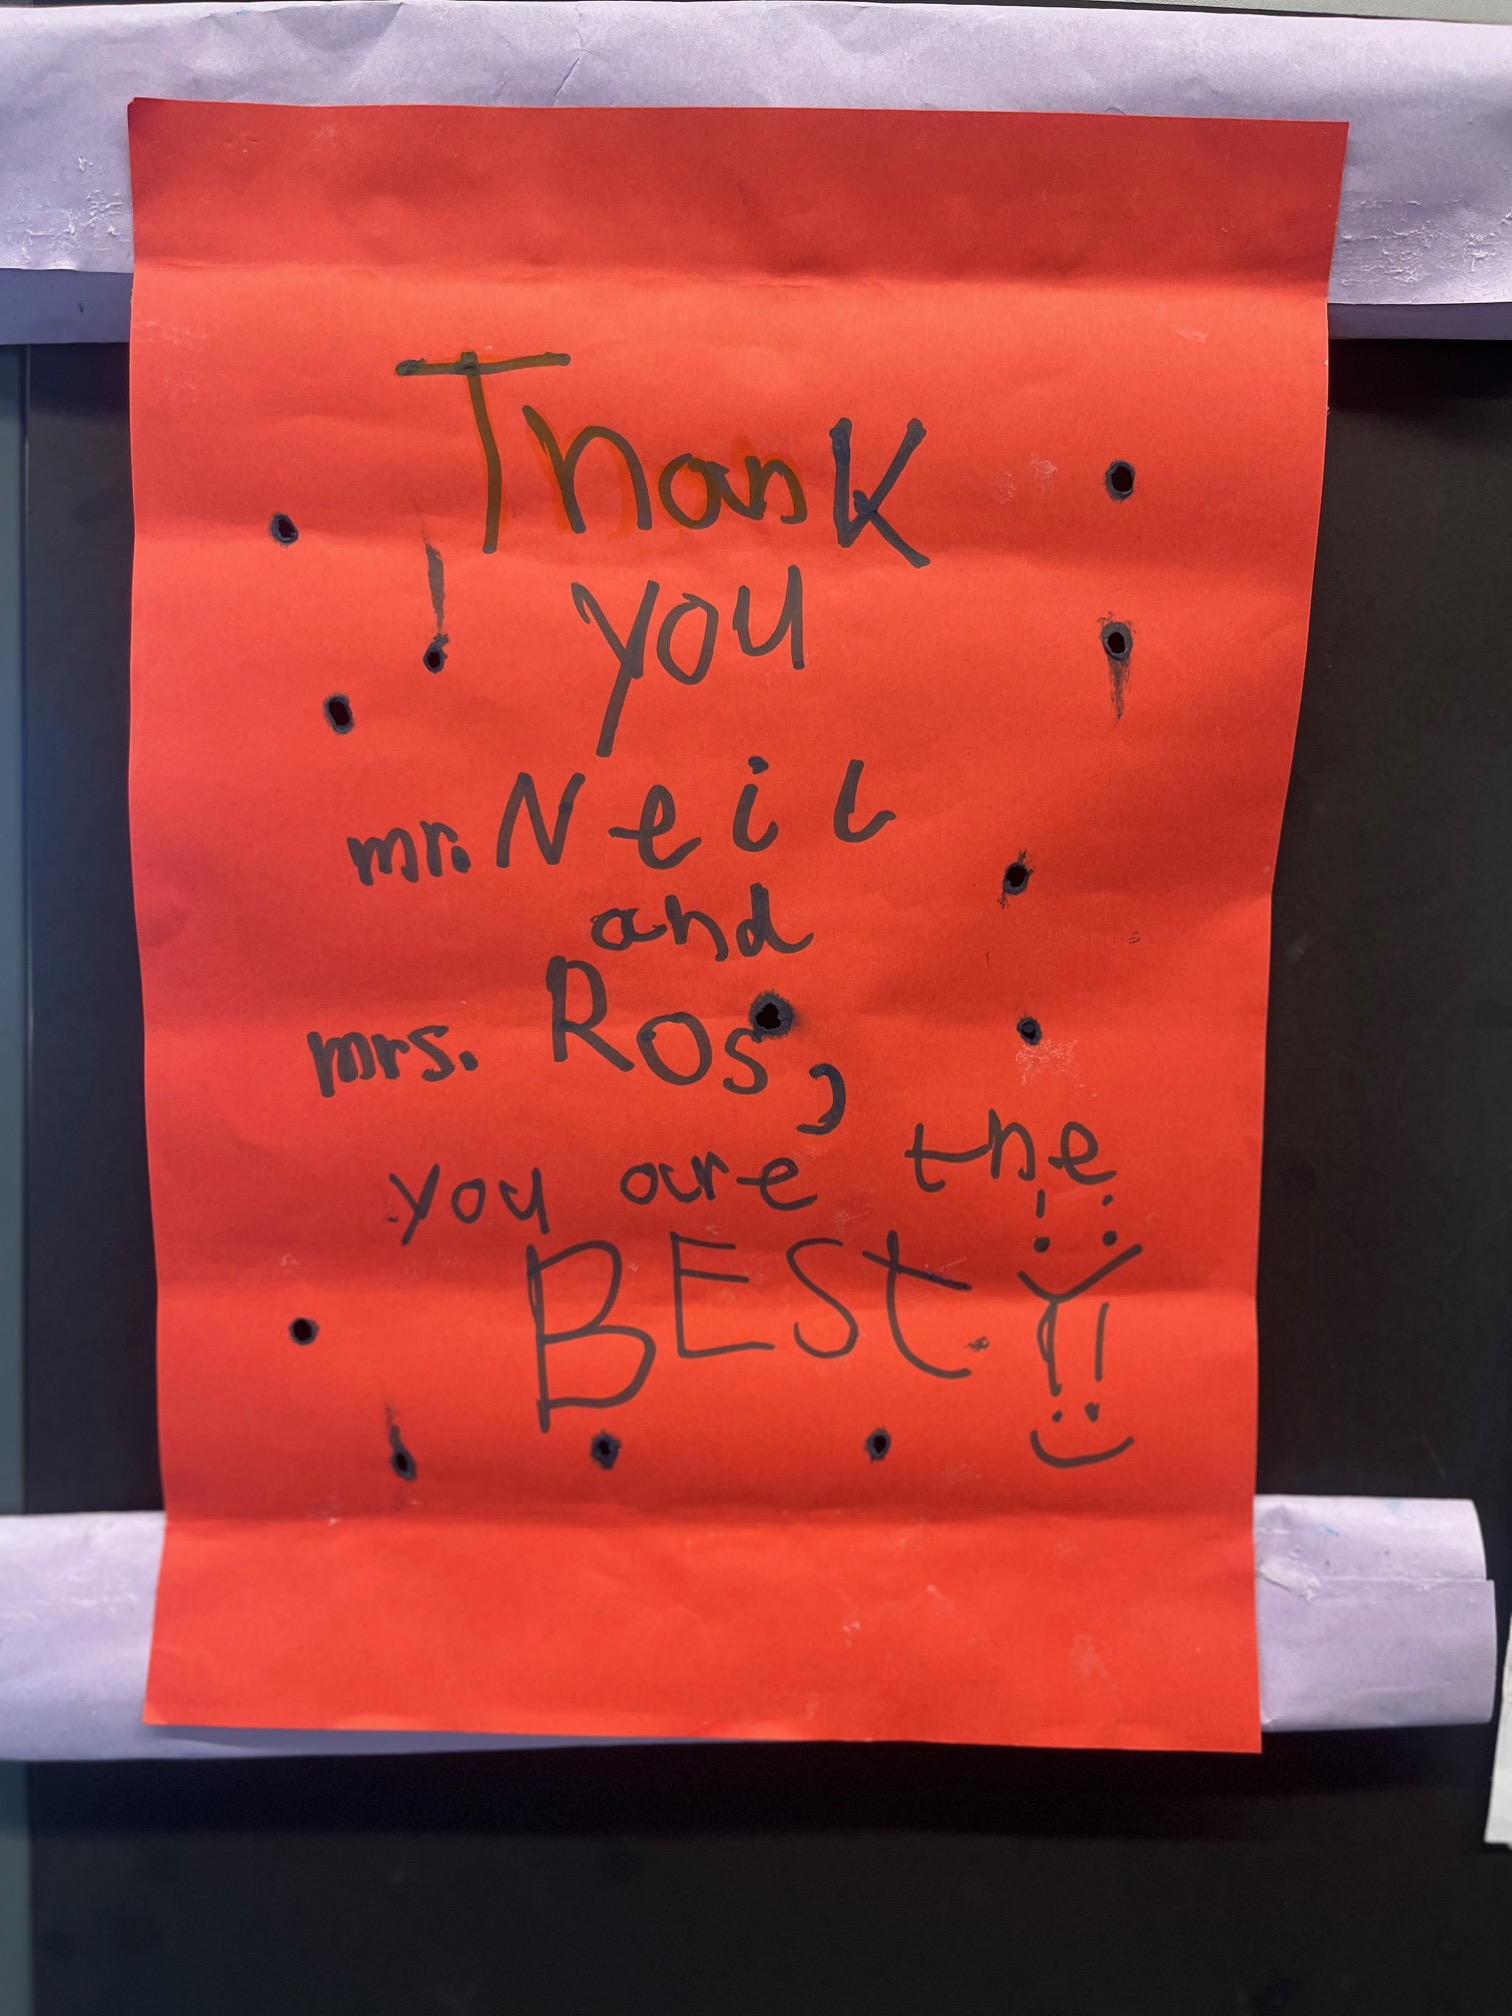 Thank
you
mr. Neil
and
mrs. Ros,
you are the
BESt !! :)